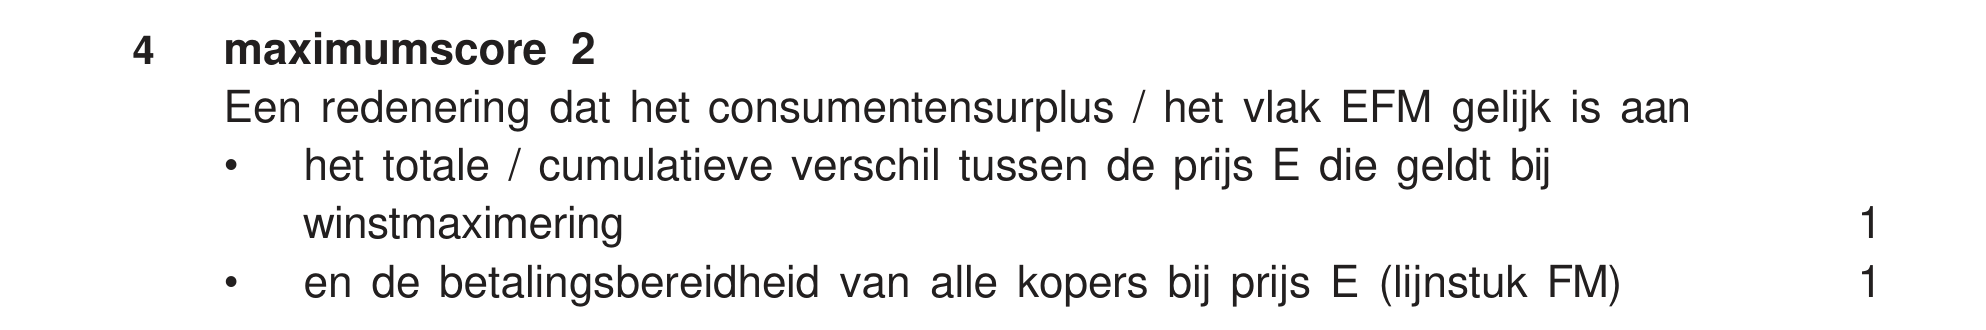 4 maximumscore 2
Een redenering dat het consumentensurplus / het vlak EFM gelijk is aan
• het totale / cumulatieve verschil tussen de prijs E die geldt bij
winstmaximering 1
• en de betalingsbereidheid van alle kopers bij prijs E (lijnstuk FM) 1